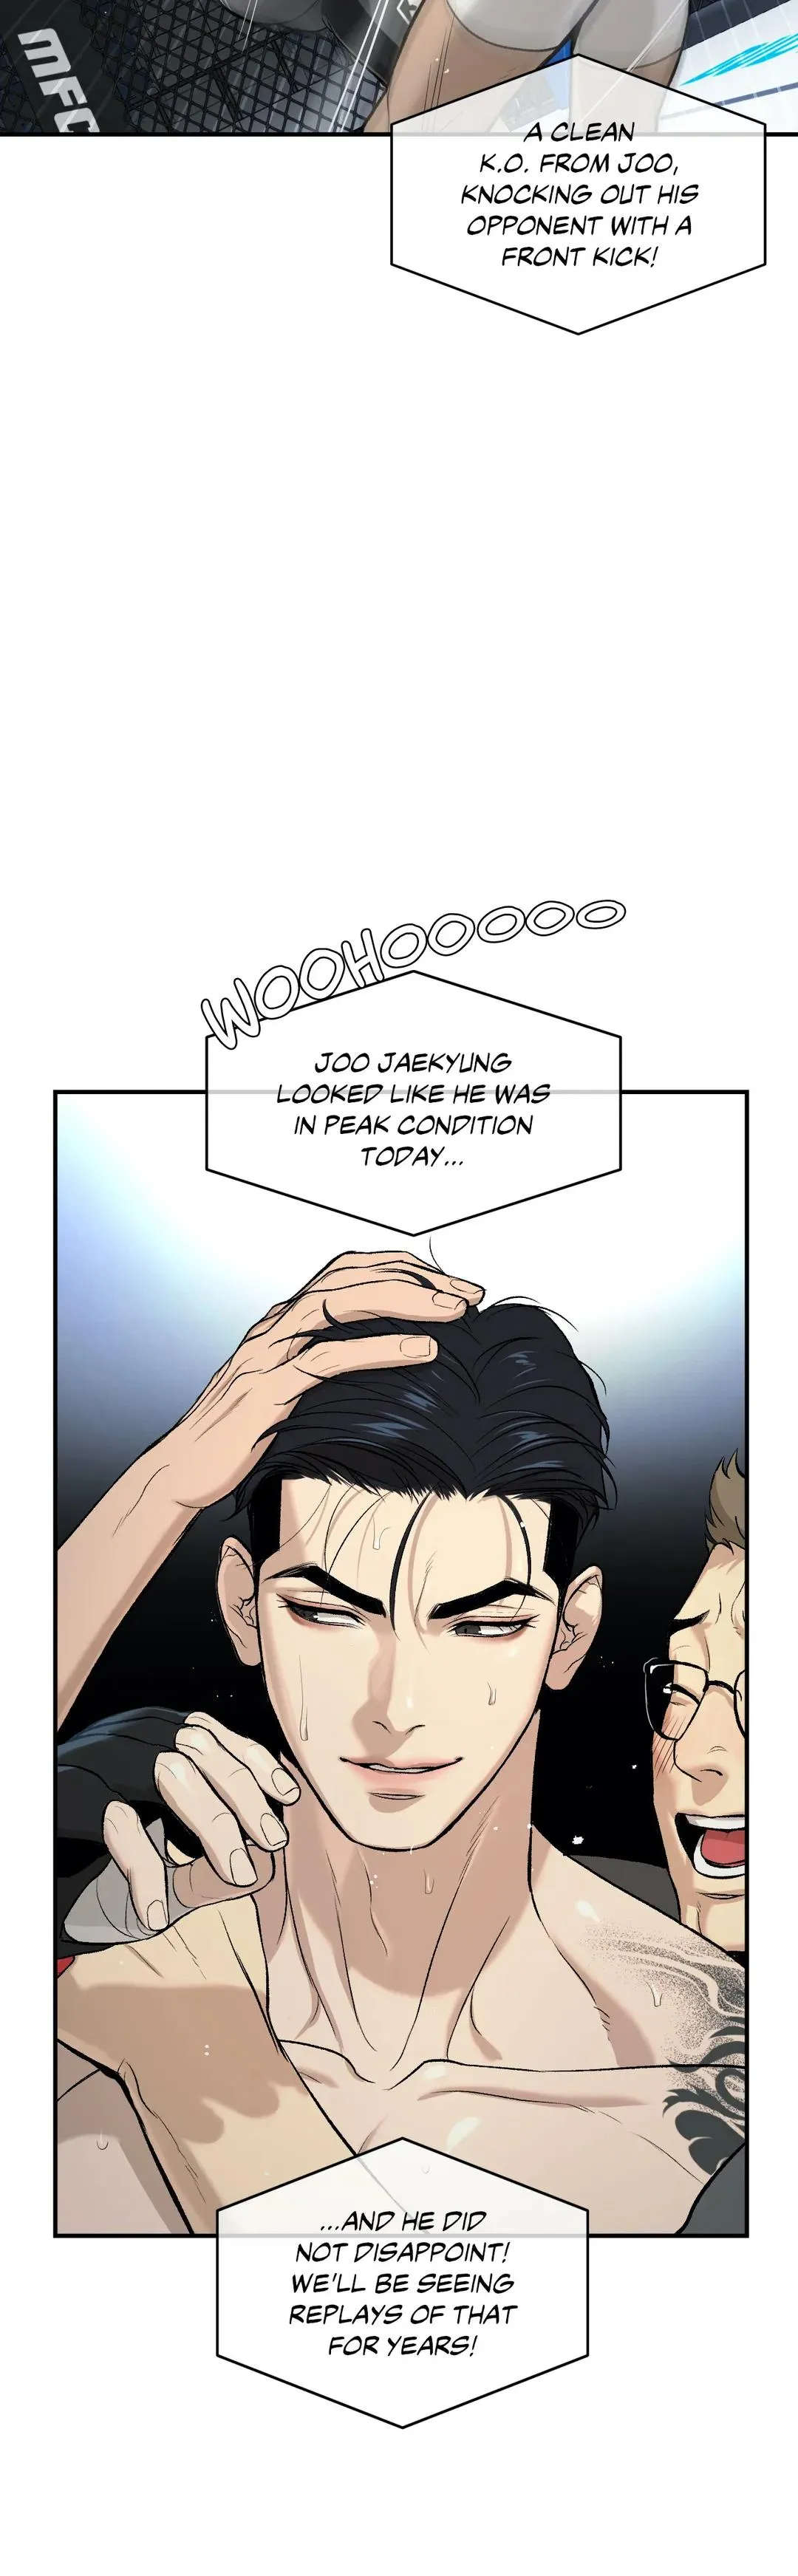 MFC
A CLEAN
K.O. FROM JOO,
KNOCKING OUT HIS
OPPONENT WITH A
FRONT KICK!
WOOHOOOOO
JOO JAEKYUNG
LOOKED LIKE HE WAS
IN PEAK CONDITION
TODAY...
...AND HE DID
NOT DISAPPOINT!
WE'LL BE SEEING
REPLAYS OF THAT
FOR YEARS!